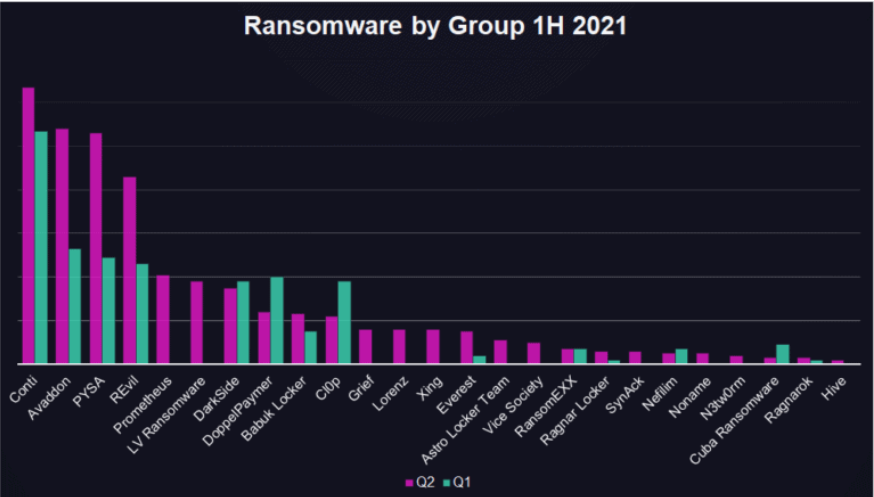 Ransomware by Group 1H 2021
Conti
Avaddon
PYSA
REvil
Prometheus
LV Ransomware
DarkSide
DoppelPaymer
Babuk Locker
Cl0p
Grief
Lorenz
Xing
Everest
Astro Locker Team
Vice Society
RansomEXX
Ragnar Locker
SynAck
Nefilim
Noname
N3tw0rm
Cuba Ransomware
Ragnarok
Hive
Q2 Q1